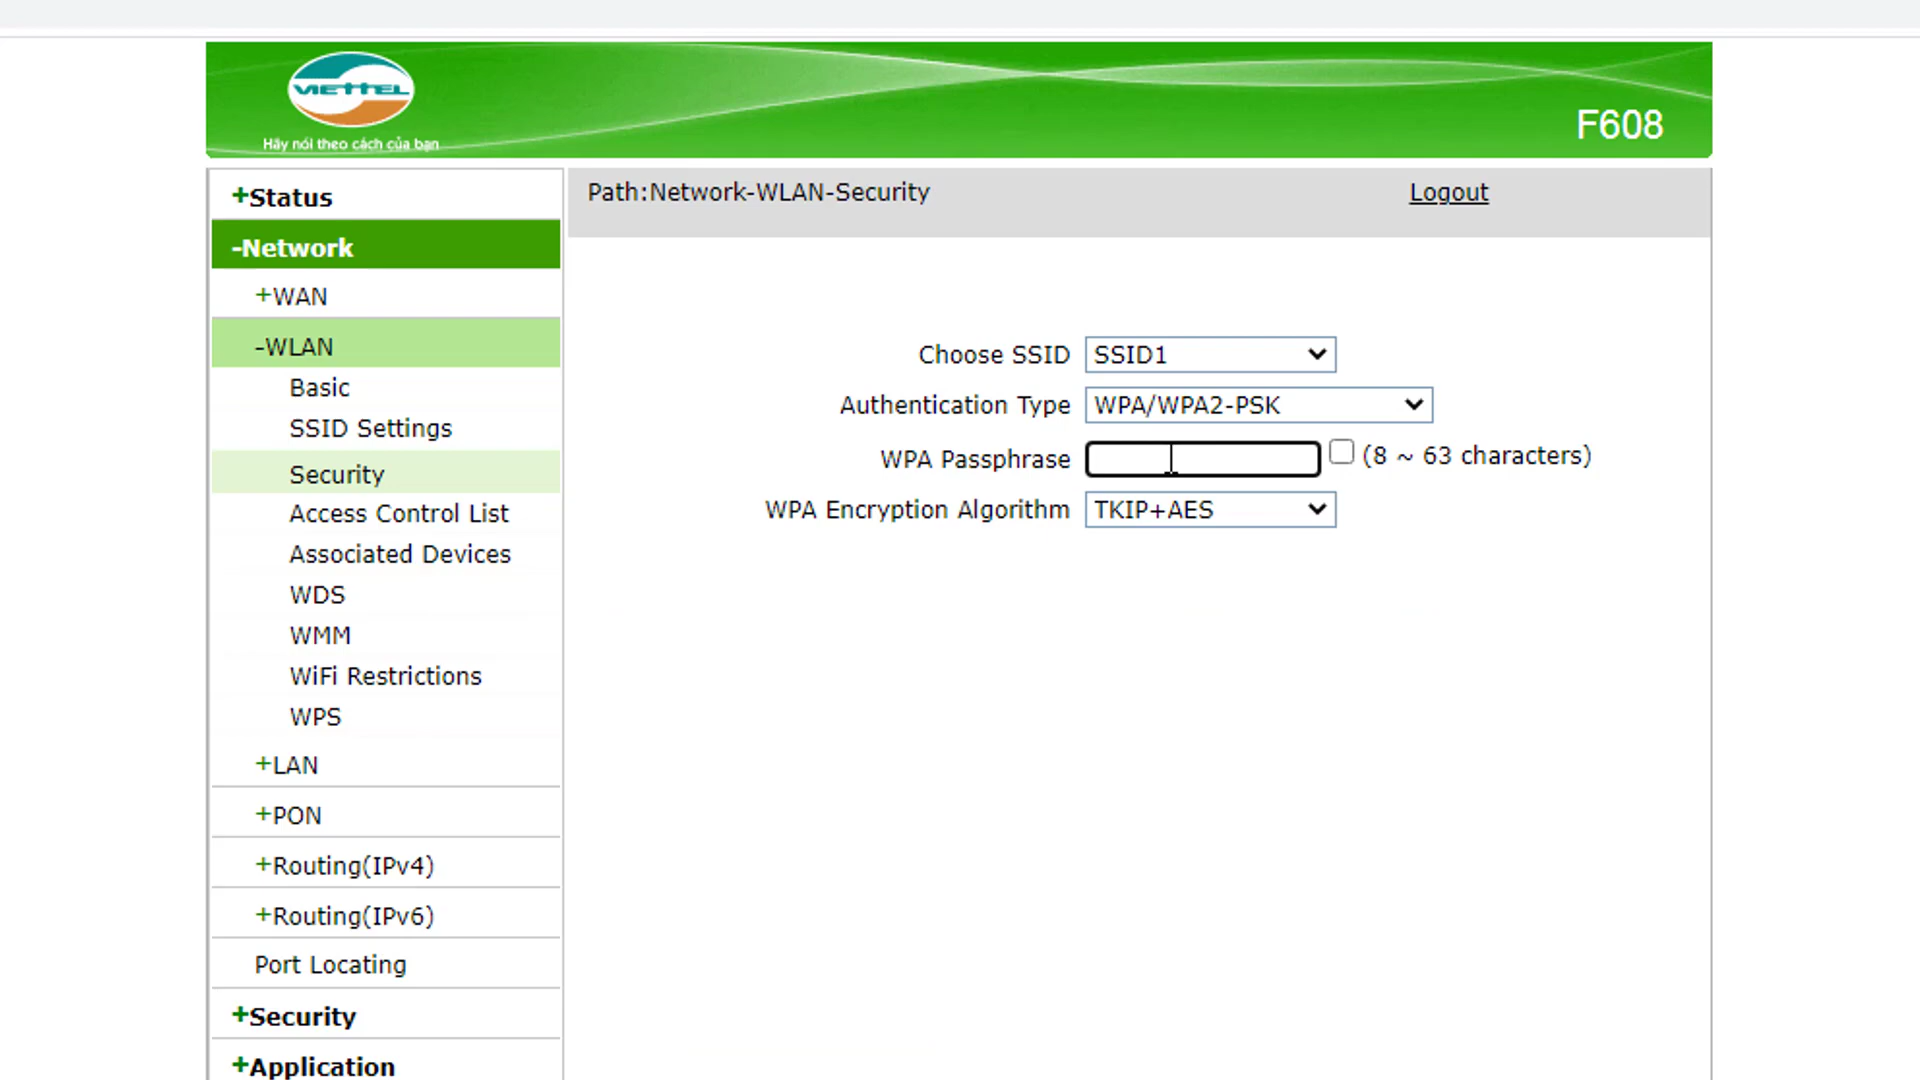 VIETTEL
Hãy nói theo cách của bạn
F608
+Status
-Network
+WAN
-WLAN
Basic
SSID Settings
Security
Access Control List
Associated Devices
WDS
WMM
WiFi Restrictions
WPS
+LAN
+PON
+Routing(IPv4)
+Routing(IPv6)
Port Locating
+Security
+Application
Path:Network-WLAN-Security
Logout
Choose SSID SSID1
Authentication Type WPA/WPA2-PSK
WPA Passphrase (8 ~ 63 characters)
WPA Encryption Algorithm TKIP+AES